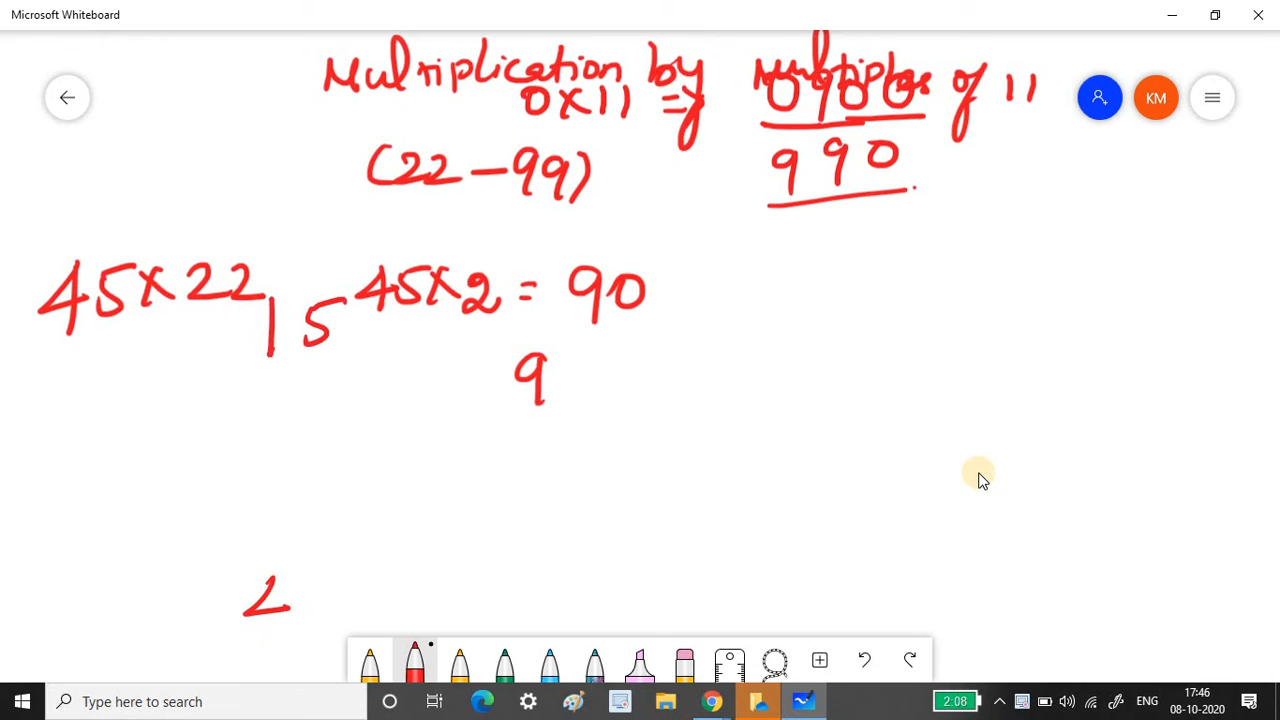 Microsoft Whiteboard
Multiplication by Multiples of 11
0x11 => 0900
(22-99) 990
KM
45x22 45x2 = 90
1 5
9
Type here to search
2:08
ENG
17:46
08-10-2020